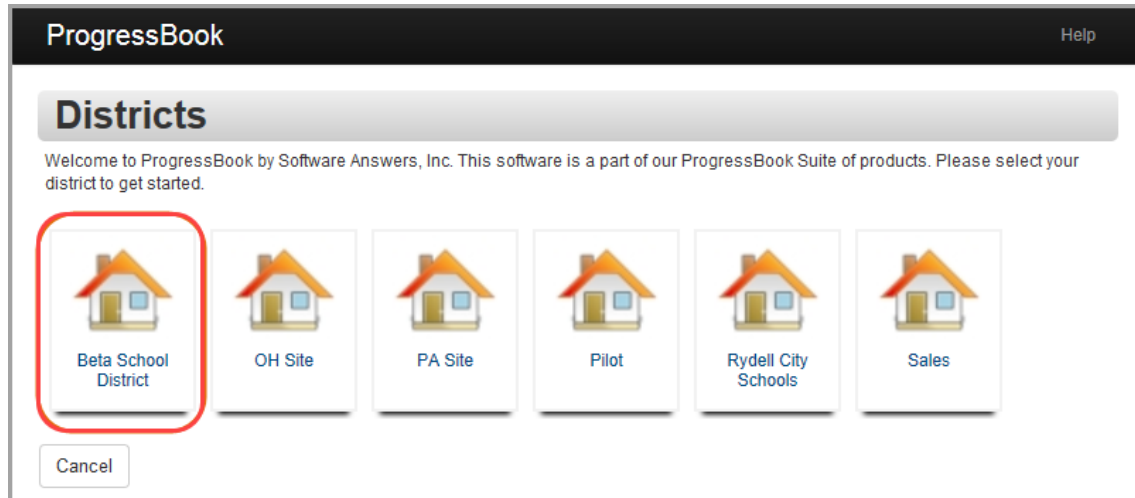 ProgressBook
Help
Districts
Welcome to ProgressBook by Software Answers, Inc. This software is a part of our ProgressBook Suite of products. Please select your
district to get started.
Beta School
District
OH Site
PA Site
Pilot
Rydell City
Schools
Sales
Cancel